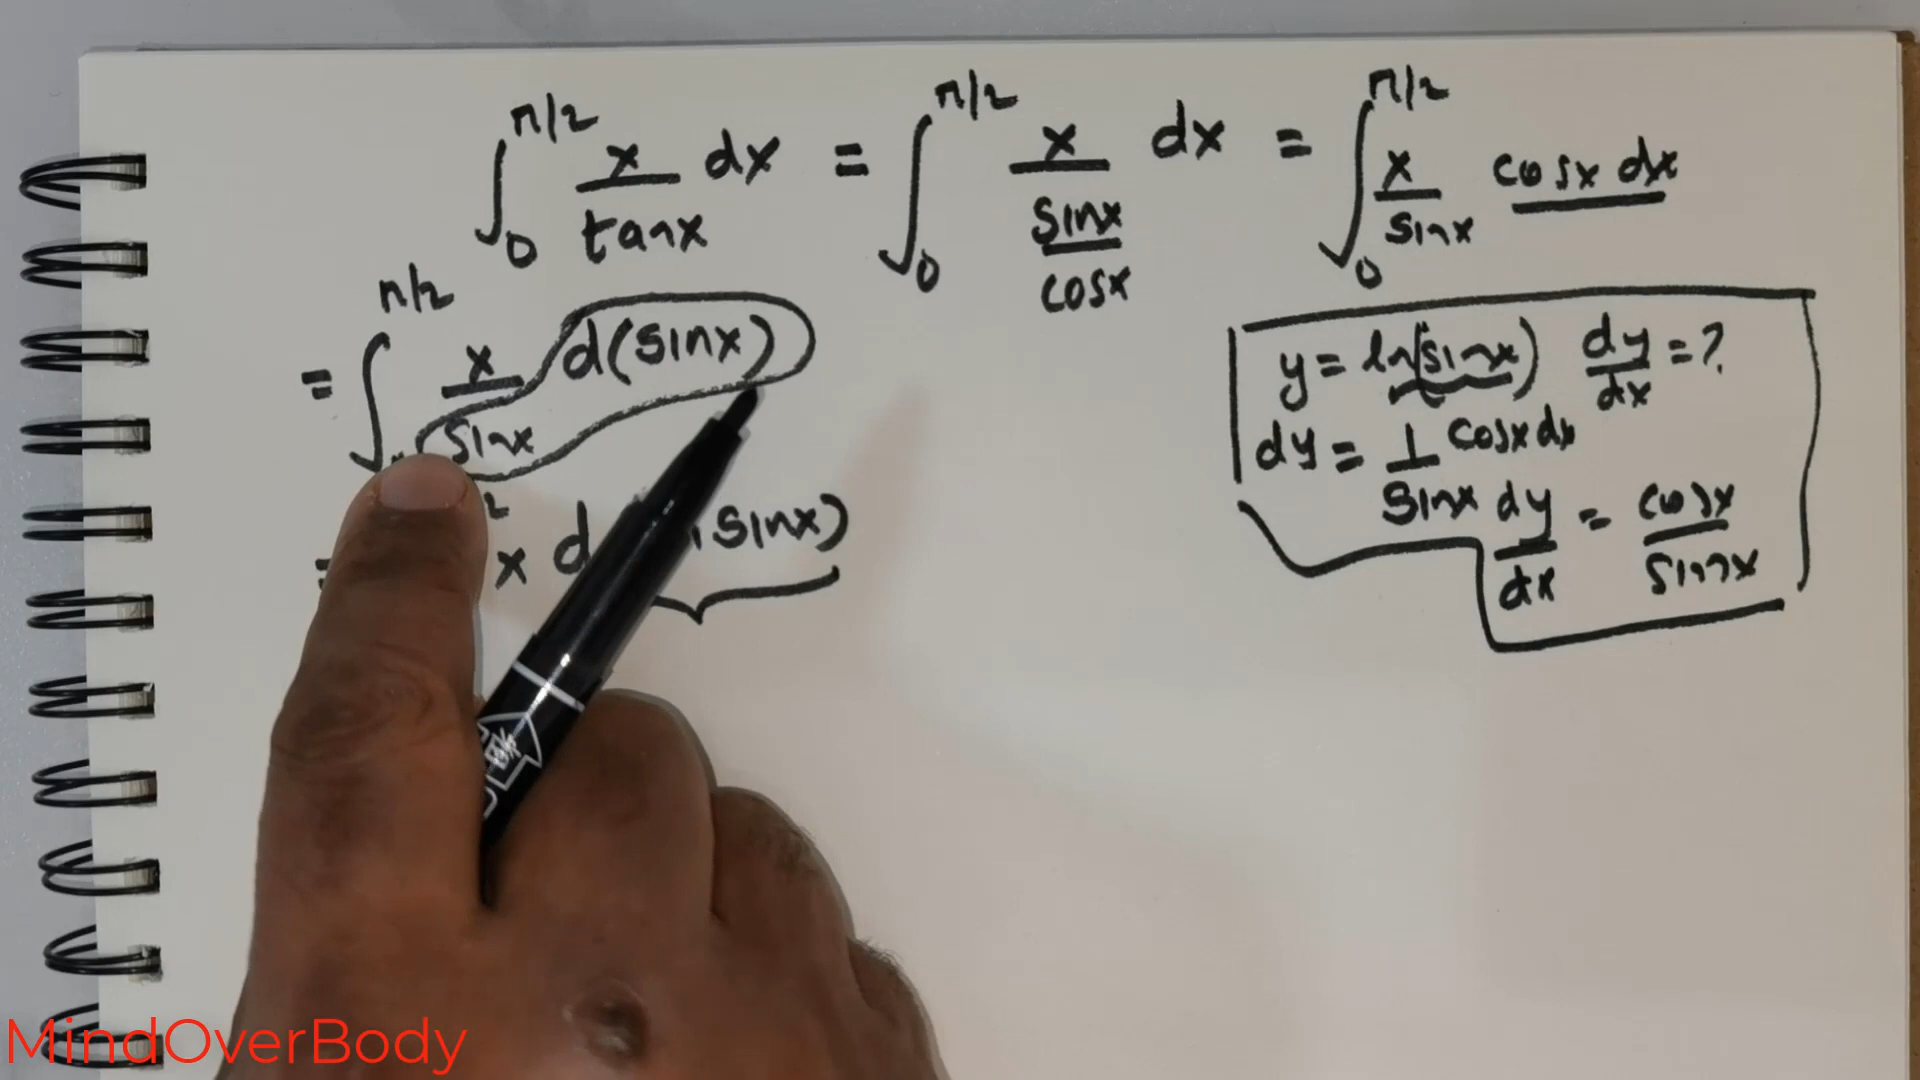 ∫₀^π/2 x/tanx dx = ∫₀^π/2 x/(sinx/cosx) dx = ∫₀^π/2 x/sinx cosx dx
= ∫^π/2 x/sinx d(sinx)
= x d sinx)
y = ln(sinx) dy/dx = ?
dy = 1/sinx cosx dx
dy/dx = cosx/sinx
MindOverBody